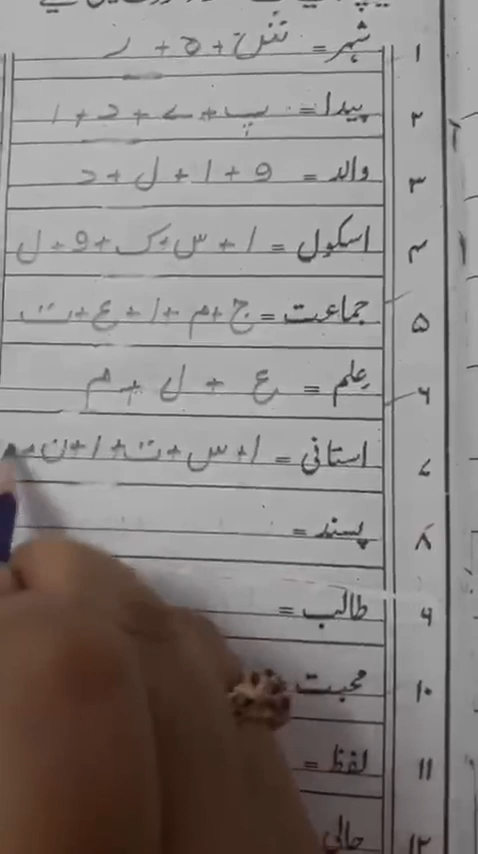 ۱ شہر = ش + ہ + ر
۲ پیدا = پ + ے + د + ا
۳ والد = و + ا + ل + د
۴ اسکول = ا + س + ک + و + ل
۵ جماعت = ج + م + ا + ع + ت
۶ عِلم = ع + ل + م
۷ استانی = ا + س + ت + ا + ن +
۸ پسند =
۹ طالب =
۱۰ محبت
۱۱ لفظ =
۱۲ حالی